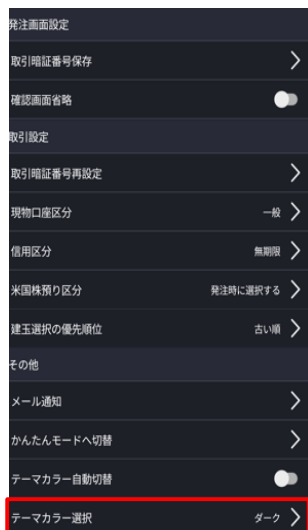 発注画面設定
取引暗証番号保存
確認画面省略
取引設定
取引暗証番号再設定
現物口座区分 一般
信用区分 無期限
米国株預り区分 発注時に選択する
建玉選択の優先順位 古い順
その他
メール通知
かんたんモードへ切替
テーマカラー自動切替
テーマカラー選択 ダーク